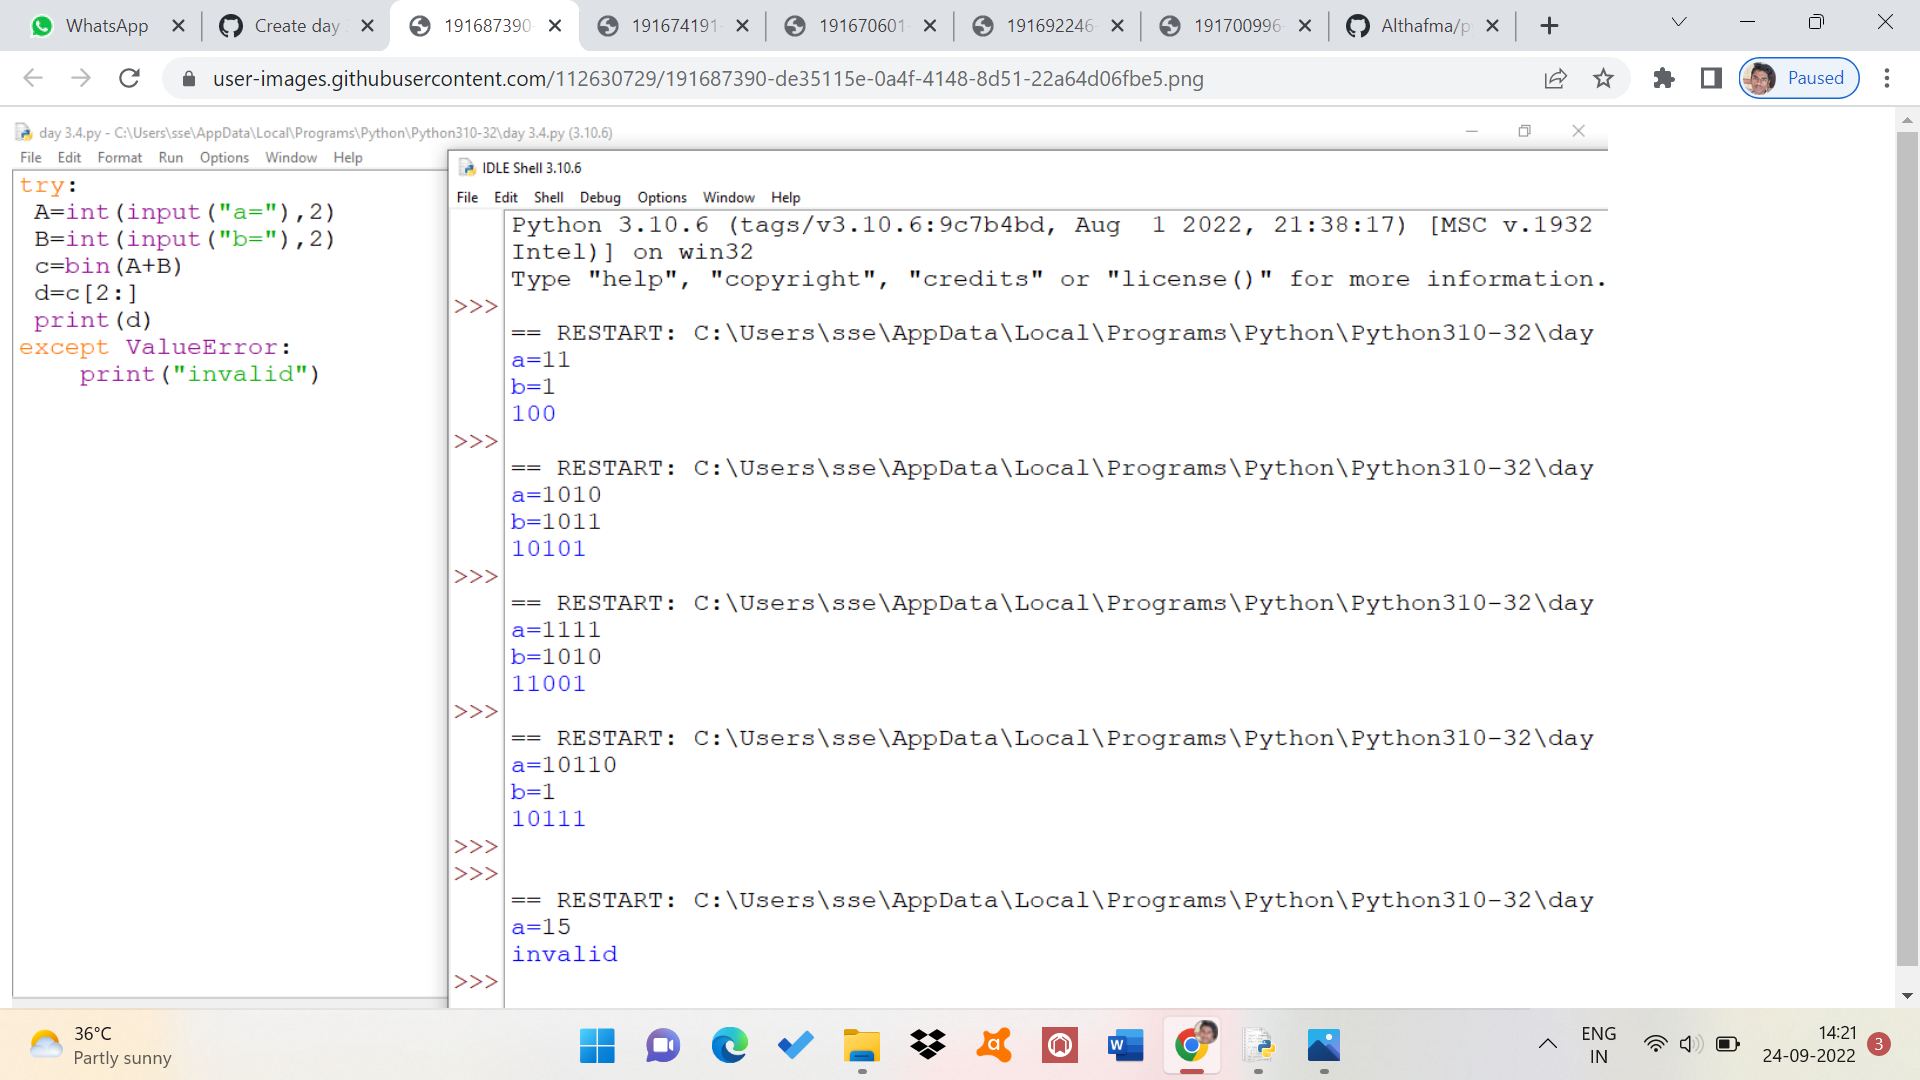 WhatsApp
Create day
191687390
191674191
191670601
191692246
191700996
Althafma/p
user-images.githubusercontent.com/112630729/191687390-de35115e-0a4f-4148-8d51-22a64d06fbe5.png
Paused
day 3.4.py - C:\Users\sse\AppData\Local\Programs\Python\Python310-32\day 3.4.py (3.10.6)
File Edit Format Run Options Window Help
try:
A=int(input("a="),2)
B=int(input("b="),2)
c=bin(A+B)
d=c[2:]
print(d)
except ValueError:
print("invalid")
IDLE Shell 3.10.6
File Edit Shell Debug Options Window Help
Python 3.10.6 (tags/v3.10.6:9c7b4bd, Aug  1 2022, 21:38:17) [MSC v.1932
Intel)] on win32
Type "help", "copyright", "credits" or "license()" for more information.
>>>
== RESTART: C:\Users\sse\AppData\Local\Programs\Python\Python310-32\day
a=11
b=1
100
>>>
== RESTART: C:\Users\sse\AppData\Local\Programs\Python\Python310-32\day
a=1010
b=1011
10101
>>>
== RESTART: C:\Users\sse\AppData\Local\Programs\Python\Python310-32\day
a=1111
b=1010
11001
>>>
== RESTART: C:\Users\sse\AppData\Local\Programs\Python\Python310-32\day
a=10110
b=1
10111
>>>
>>>
== RESTART: C:\Users\sse\AppData\Local\Programs\Python\Python310-32\day
a=15
invalid
>>>
36°C
Partly sunny
ENG
IN
14:21
24-09-2022
3